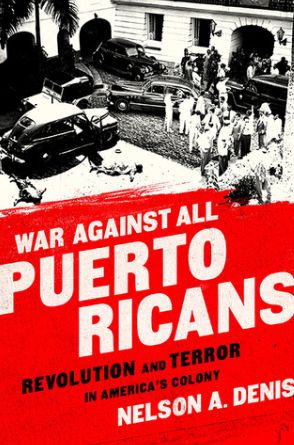 WAR AGAINST ALL
PUERTO
RICANS
REVOLUTION AND TERROR
IN AMERICA'S COLONY
NELSON A. DENIS